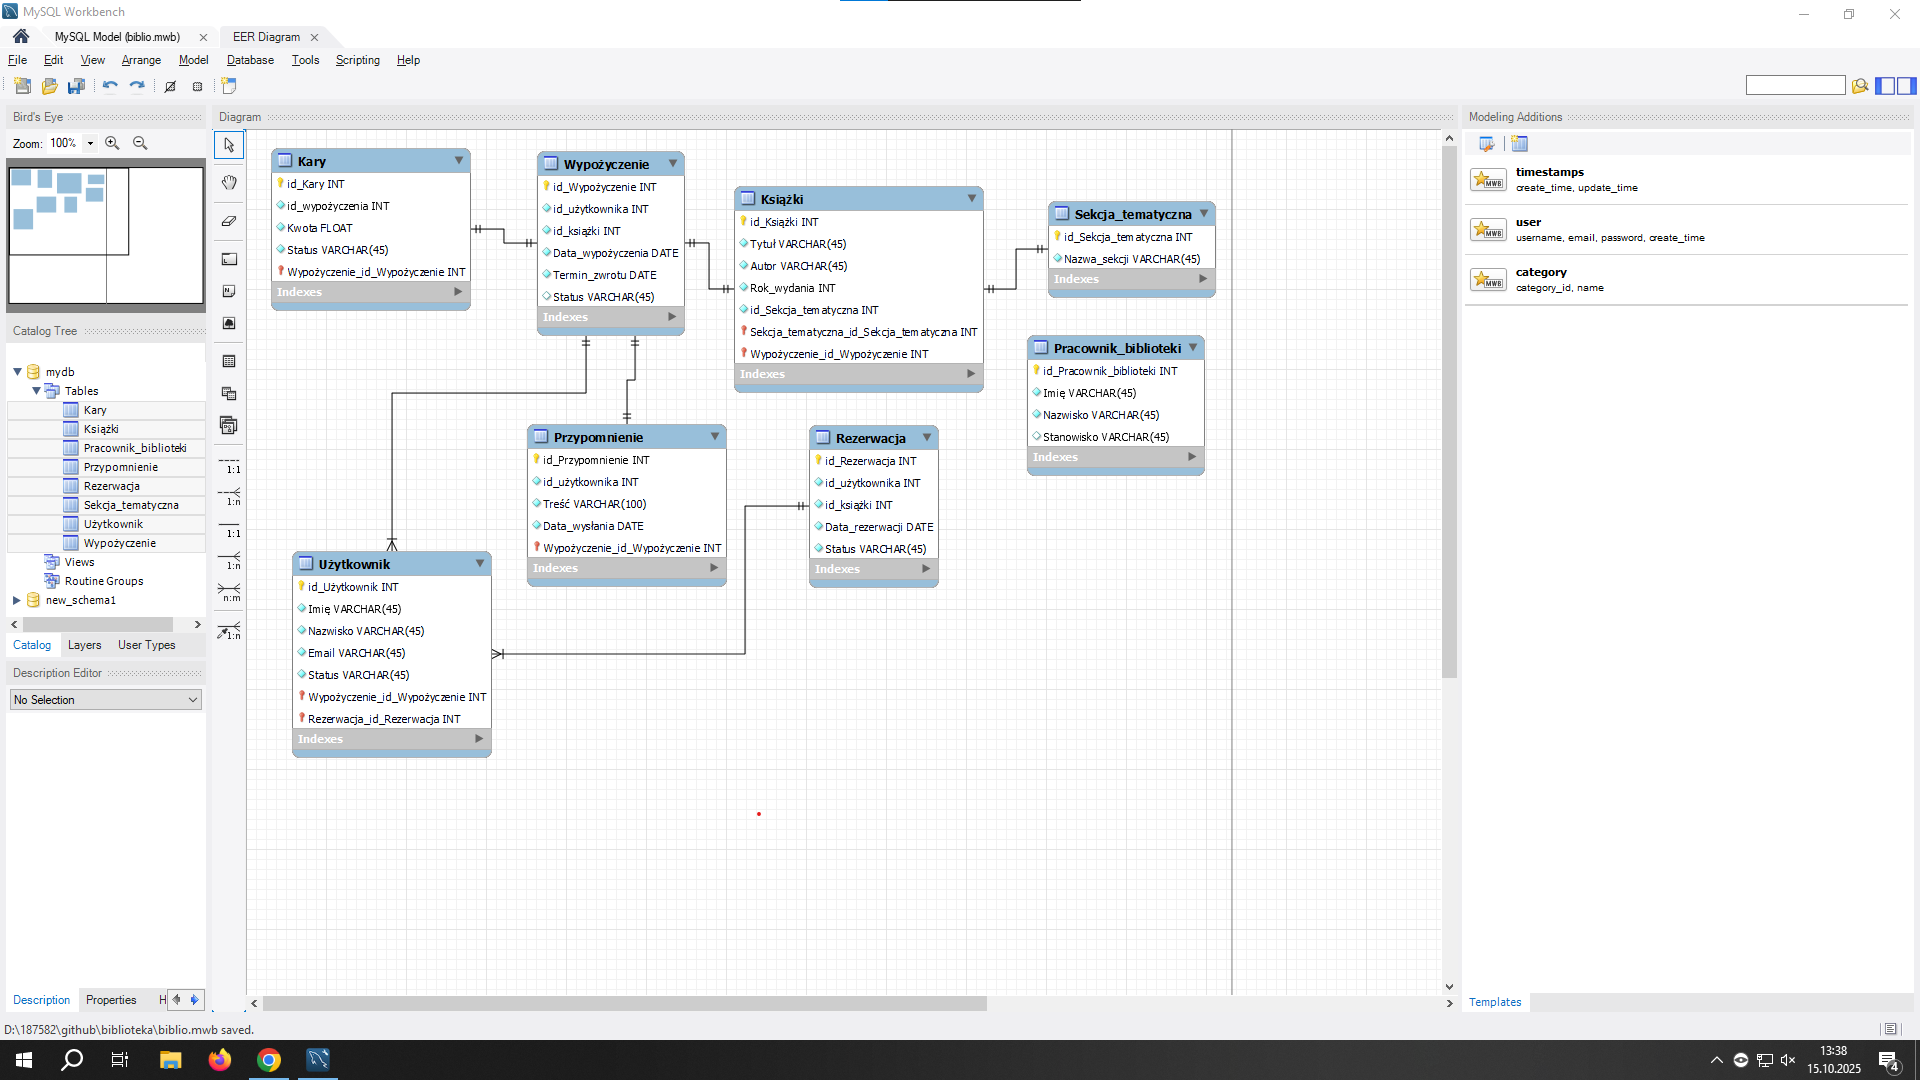 MySQL Workbench
MySQL Model (biblio.mwb)
EER Diagram
File Edit View Arrange Model Database Tools Scripting Help
Bird's Eye
Zoom: 100%
Catalog Tree
mydb
Tables
Kary
Książki
Pracownik_biblioteki
Przypomnienie
Rezerwacja
Sekcja_tematyczna
Użytkownik
Wypożyczenie
Views
Routine Groups
new_schema1
Catalog Layers User Types
Description Editor
No Selection
Description Properties H
1:1
1:n
1:1
1:n
n:m
1:n
Diagram
Kary
id_Kary INT
id_wypożyczenia INT
Kwota FLOAT
Status VARCHAR(45)
Wypożyczenie_id_Wypożyczenie INT
Indexes
Wypożyczenie
id_Wypożyczenie INT
id_użytkownika INT
id_książki INT
Data_wypożyczenia DATE
Termin_zwrotu DATE
Status VARCHAR(45)
Indexes
Książki
id_Książki INT
Tytuł VARCHAR(45)
Autor VARCHAR(45)
Rok_wydania INT
id_Sekcja_tematyczna INT
Sekcja_tematyczna_id_Sekcja_tematyczna INT
Wypożyczenie_id_Wypożyczenie INT
Indexes
Sekcja_tematyczna
id_Sekcja_tematyczna INT
Nazwa_sekcji VARCHAR(45)
Indexes
Pracownik_biblioteki
id_Pracownik_biblioteki INT
Imię VARCHAR(45)
Nazwisko VARCHAR(45)
Stanowisko VARCHAR(45)
Indexes
Przypomnienie
id_Przypomnienie INT
id_użytkownika INT
Treść VARCHAR(100)
Data_wysłania DATE
Wypożyczenie_id_Wypożyczenie INT
Indexes
Rezerwacja
id_Rezerwacja INT
id_użytkownika INT
id_książki INT
Data_rezerwacji DATE
Status VARCHAR(45)
Indexes
Użytkownik
id_Użytkownik INT
Imię VARCHAR(45)
Nazwisko VARCHAR(45)
Email VARCHAR(45)
Status VARCHAR(45)
Wypożyczenie_id_Wypożyczenie INT
Rezerwacja_id_Rezerwacja INT
Indexes
Modeling Additions
MWB
timestamps
create_time, update_time
MWB
user
username, email, password, create_time
MWB
category
category_id, name
Templates
D:\187582\github\biblioteka\biblio.mwb saved.
13:38
15.10.2025
4